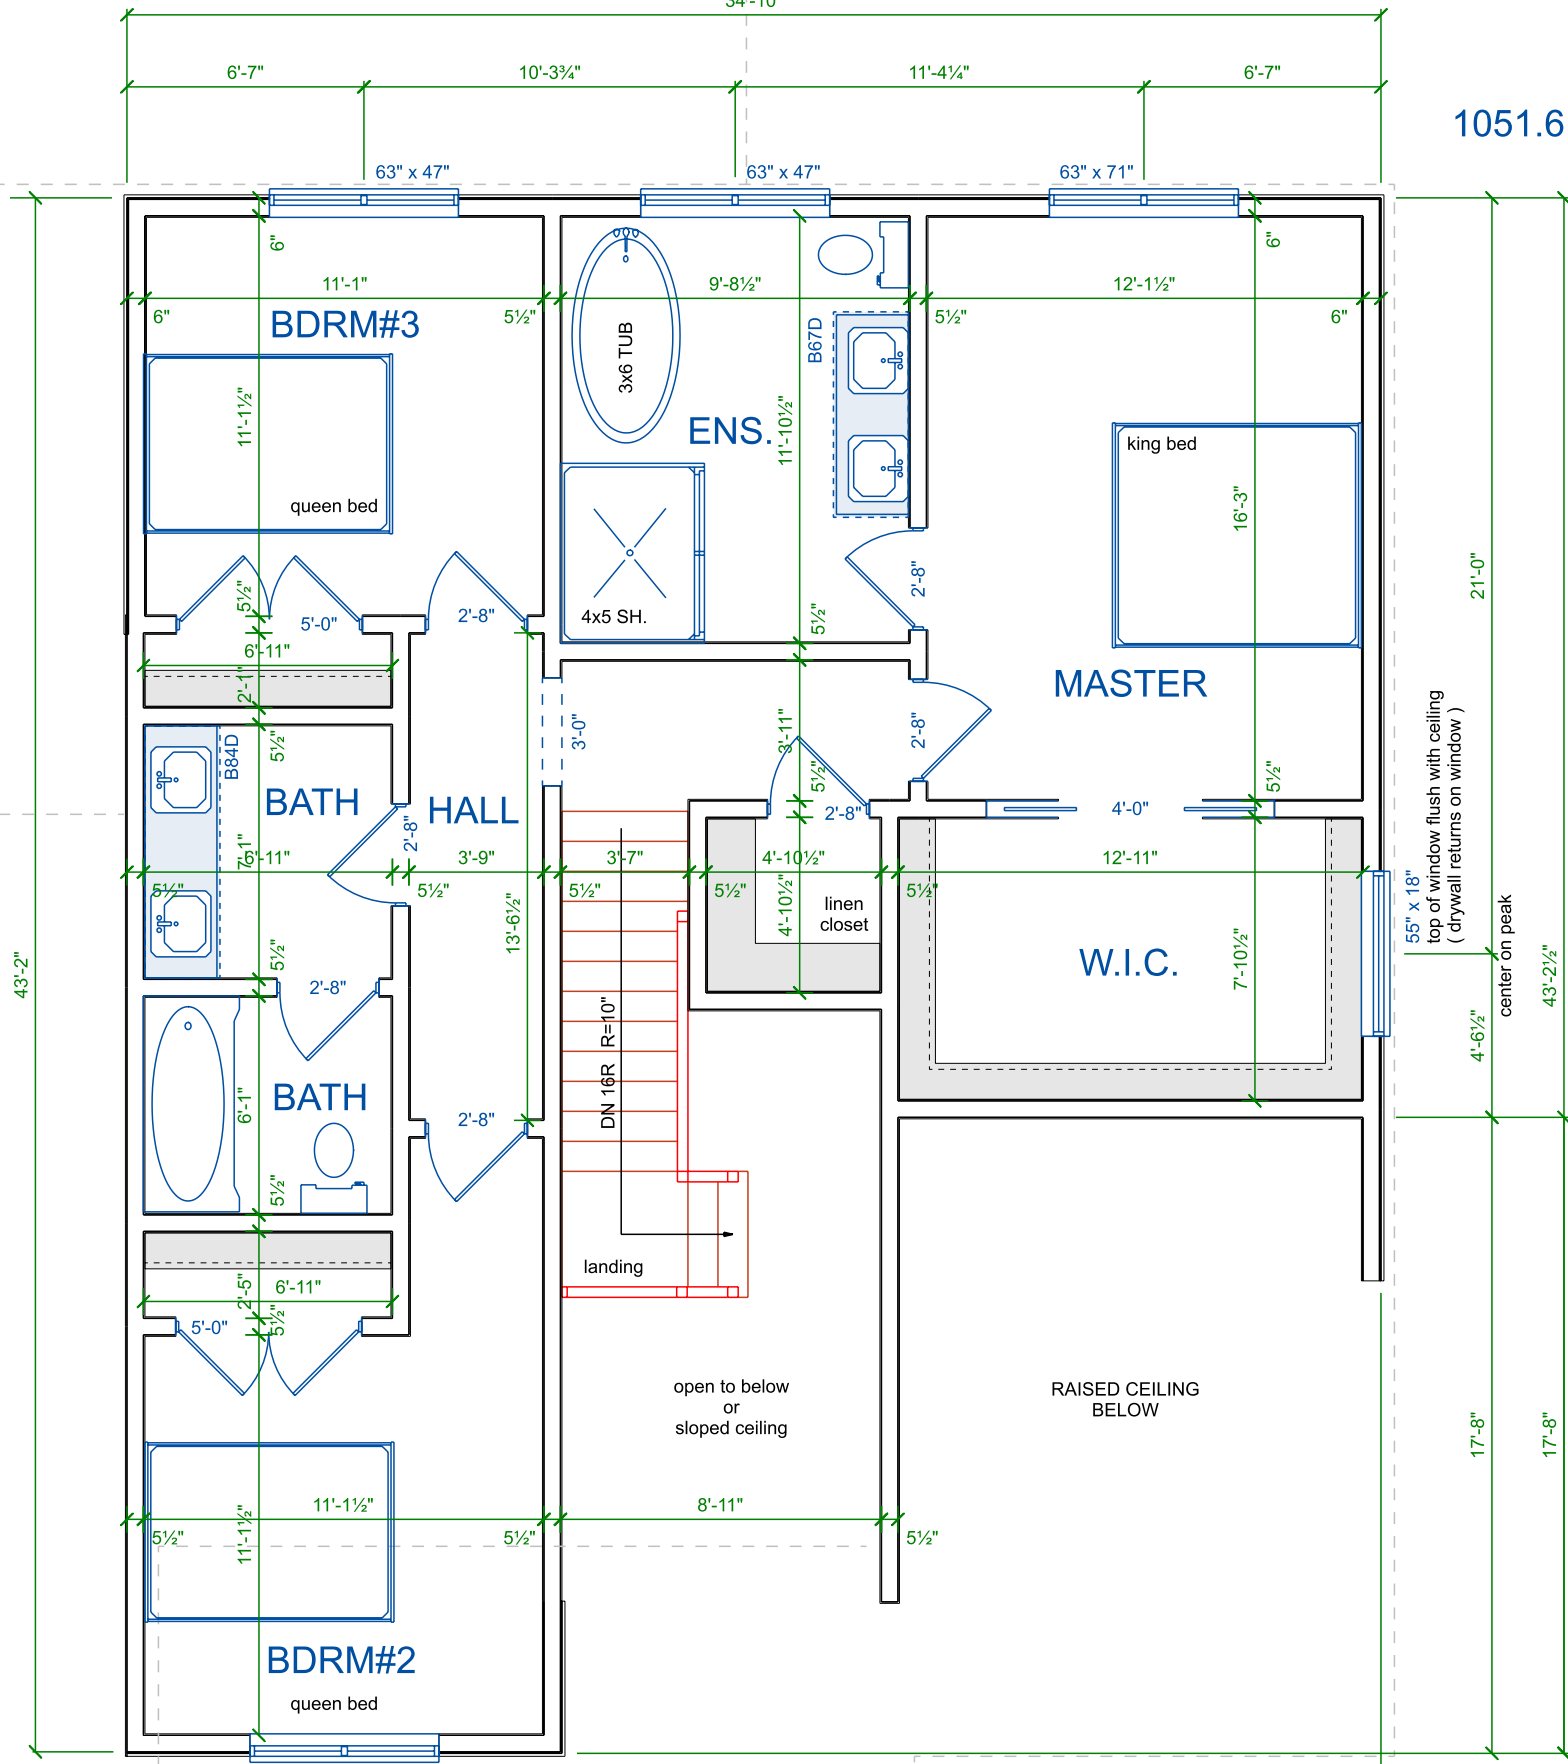 34'-10"
6'-7"
10'-3¾"
11'-4¼"
6'-7"
1051.6
63" x 47"
63" x 47"
63" x 71"
6"
6"
11'-1"
9'-8½"
12'-1½"
6"
BDRM#3
5½"
3x6 TUB
B67D
5½"
6"
11'-1½"
ENS.
11'-10½"
king bed
queen bed
16'-3"
5½"
5'-0"
2'-8"
4x5 SH.
5½"
2'-8"
21'-0"
6'-11"
2'-1"
MASTER
5½"
B84D
3'-0"
3'-11"
2'-8"
BATH
HALL
5½"
5½"
2'-8"
2'-8"
4'-0"
top of window flush with ceiling
( drywall returns on window )
55" x 18"
center on peak
7'-1"
6'-11"
3'-9"
3'-7"
4'-10½"
12'-11"
5½"
5½"
5½"
5½"
5½"
4'-10½"
linen
closet
13'-6½"
5½"
W.I.C.
7'-10½"
43'-2"
43'-2½"
2'-8"
DN 16R R=10"
4'-6½"
BATH
6'-1"
2'-8"
5½"
landing
2'-5"
6'-11"
5'-0"
5½"
open to below
or
sloped ceiling
RAISED CEILING
BELOW
17'-8"
17'-8"
11'-1½"
8'-11"
5½"
11'-1½"
5½"
5½"
BDRM#2
queen bed